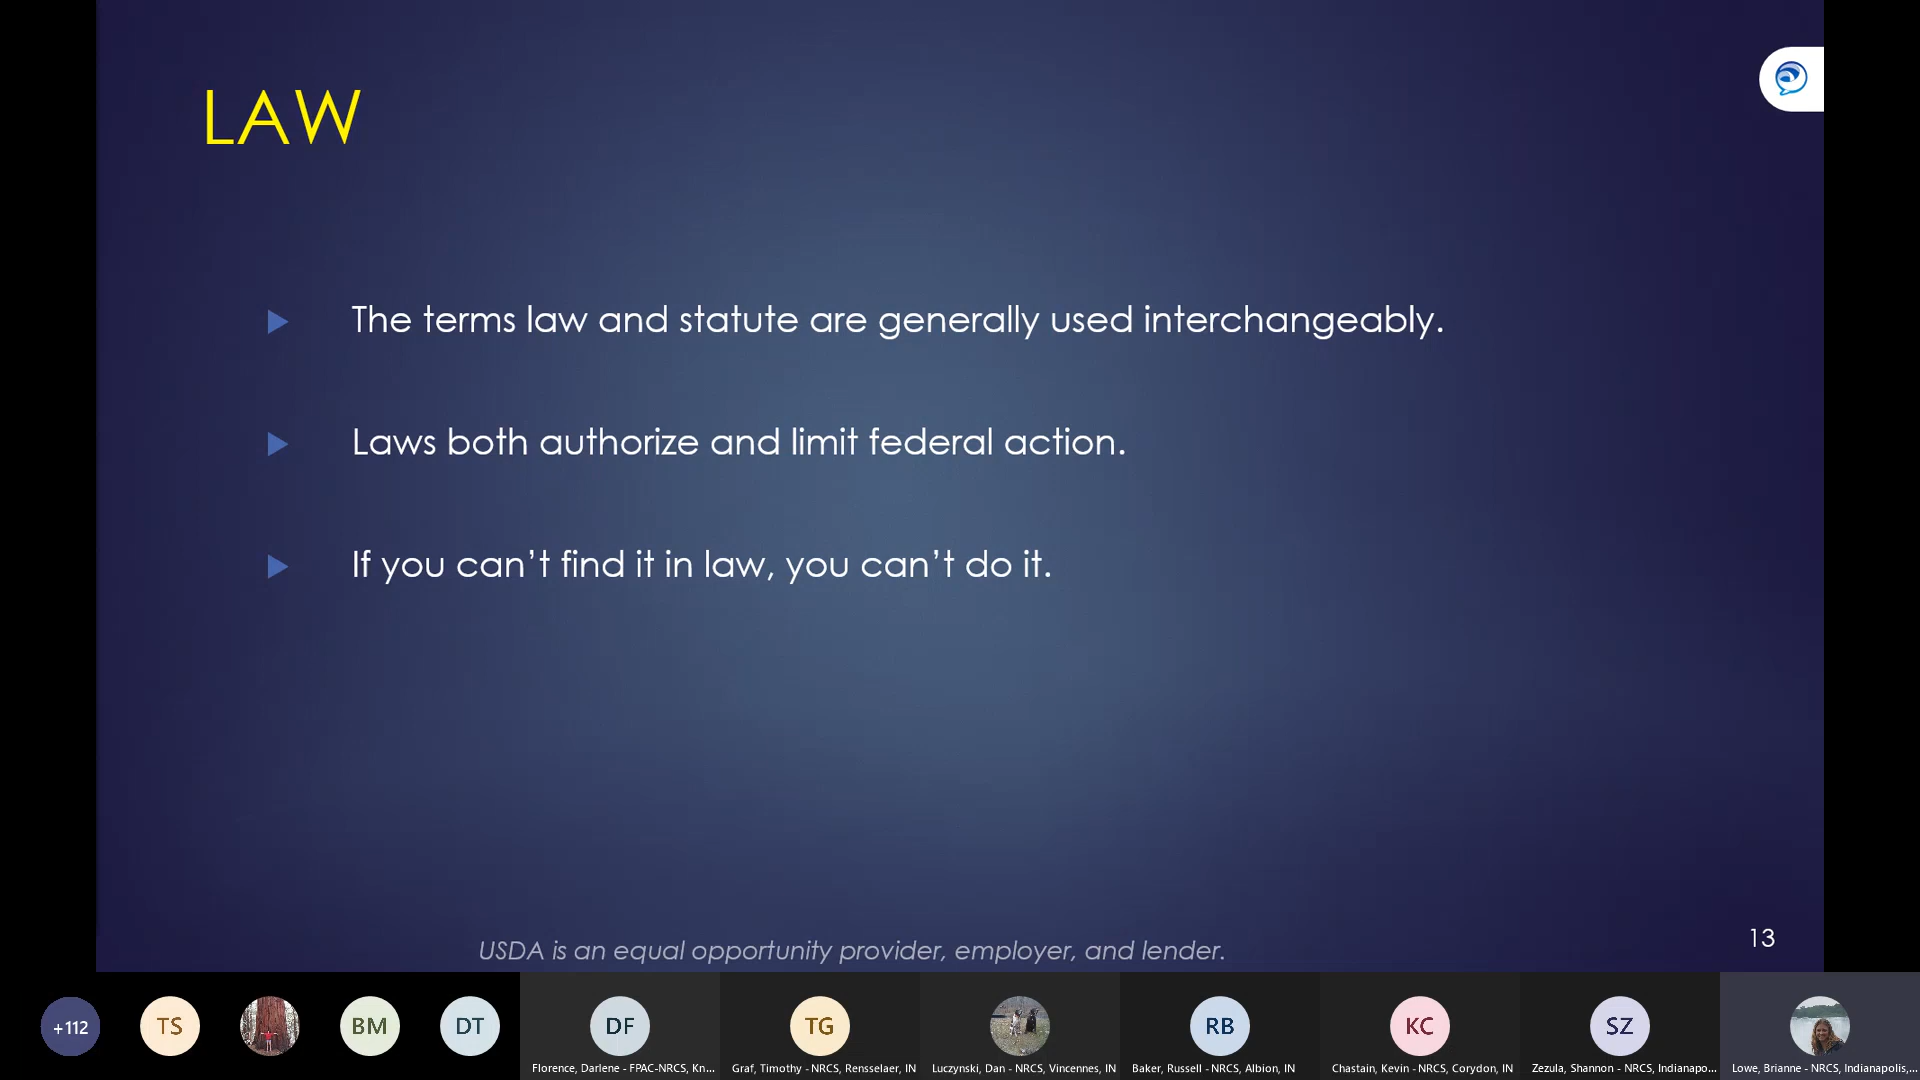 LAW
The terms law and statute are generally used interchangeably.
Laws both authorize and limit federal action.
If you can’t find it in law, you can’t do it.
13
USDA is an equal opportunity provider, employer, and lender.
+112
TS
BM
DT
DF
TG
RB
KC
SZ
Florence, Darlene - FPAC-NRCS, Kn...
Graf, Timothy - NRCS, Rensselaer, IN
Luczynski, Dan - NRCS, Vincennes, IN
Baker, Russell - NRCS, Albion, IN
Chastain, Kevin - NRCS, Corydon, IN
Zezula, Shannon - NRCS, Indianapo...
Lowe, Brianne - NRCS, Indianapolis,...